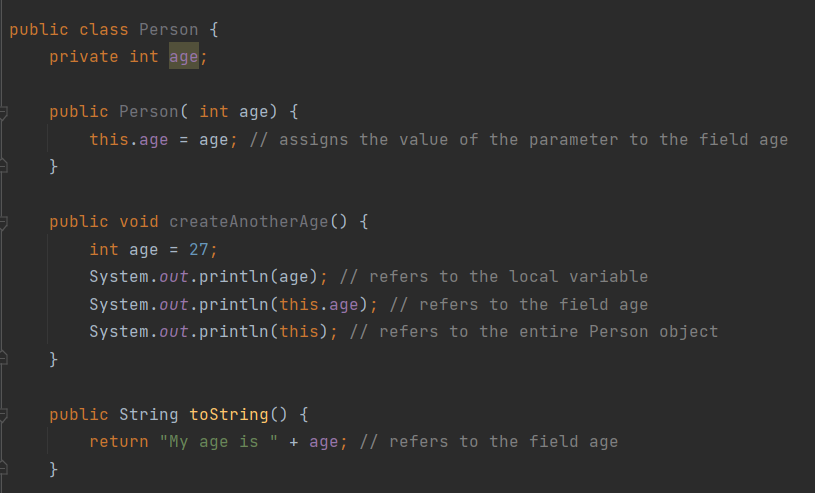 public class Person {
    private int age;

    public Person( int age) {
        this.age = age; // assigns the value of the parameter to the field age
    }

    public void createAnotherAge() {
        int age = 27;
        System.out.println(age); // refers to the local variable
        System.out.println(this.age); // refers to the field age
        System.out.println(this); // refers to the entire Person object
    }

    public String toString() {
        return "My age is " + age; // refers to the field age
    }